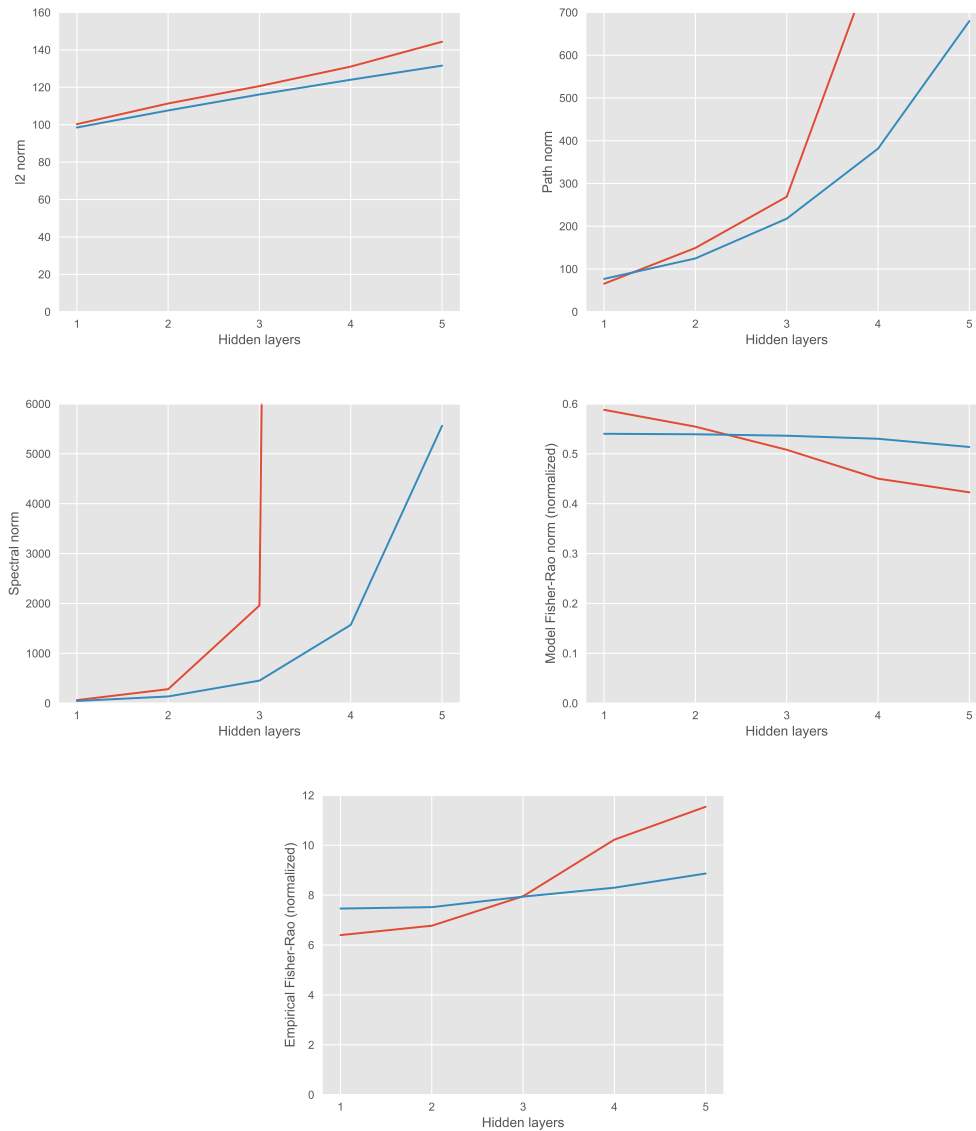 160
140
120
100
80
60
40
20
0
l2 norm
1 2 3 4 5
Hidden layers
700
600
500
400
300
200
100
0
Path norm
1 2 3 4 5
Hidden layers
6000
5000
4000
3000
2000
1000
0
Spectral norm
1 2 3 4 5
Hidden layers
0.6
0.5
0.4
0.3
0.2
0.1
0.0
Model Fisher-Rao norm (normalized)
1 2 3 4 5
Hidden layers
12
10
8
6
4
2
0
Empirical Fisher-Rao (normalized)
1 2 3 4 5
Hidden layers